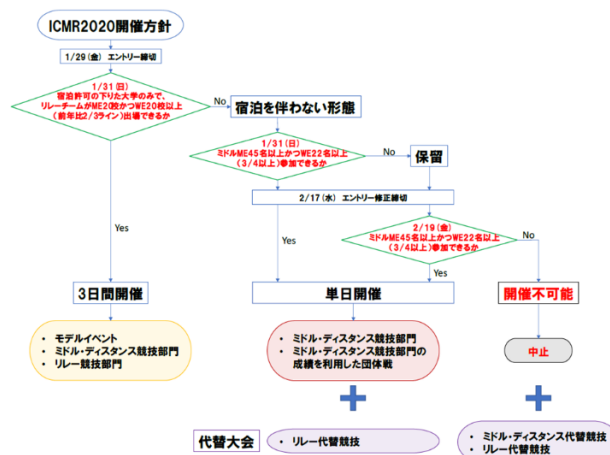 ICMR2020開催方針
1/29(金) エントリー締切
1/31(日)
宿泊許可の下りた大学のみで、
リレーチームがME20校かつWE20校以上
(前年比2/3ライン)出場できるか
No
宿泊を伴わない形態
1/31(日)
ミドルME45名以上かつWE22名以上
(3/4以上)参加できるか
No
保留
2/17(水) エントリー修正締切
Yes
Yes
2/19(金)
ミドルME45名以上かつWE22名以上
(3/4以上)参加できるか
No
Yes
3日間開催
単日開催
開催不可能
• モデルイベント
• ミドル・ディスタンス競技部門
• リレー競技部門
• ミドル・ディスタンス競技部門
• ミドル・ディスタンス競技部門の
成績を利用した団体戦
中止
代替大会
• リレー代替競技
• ミドル・ディスタンス代替競技
• リレー代替競技